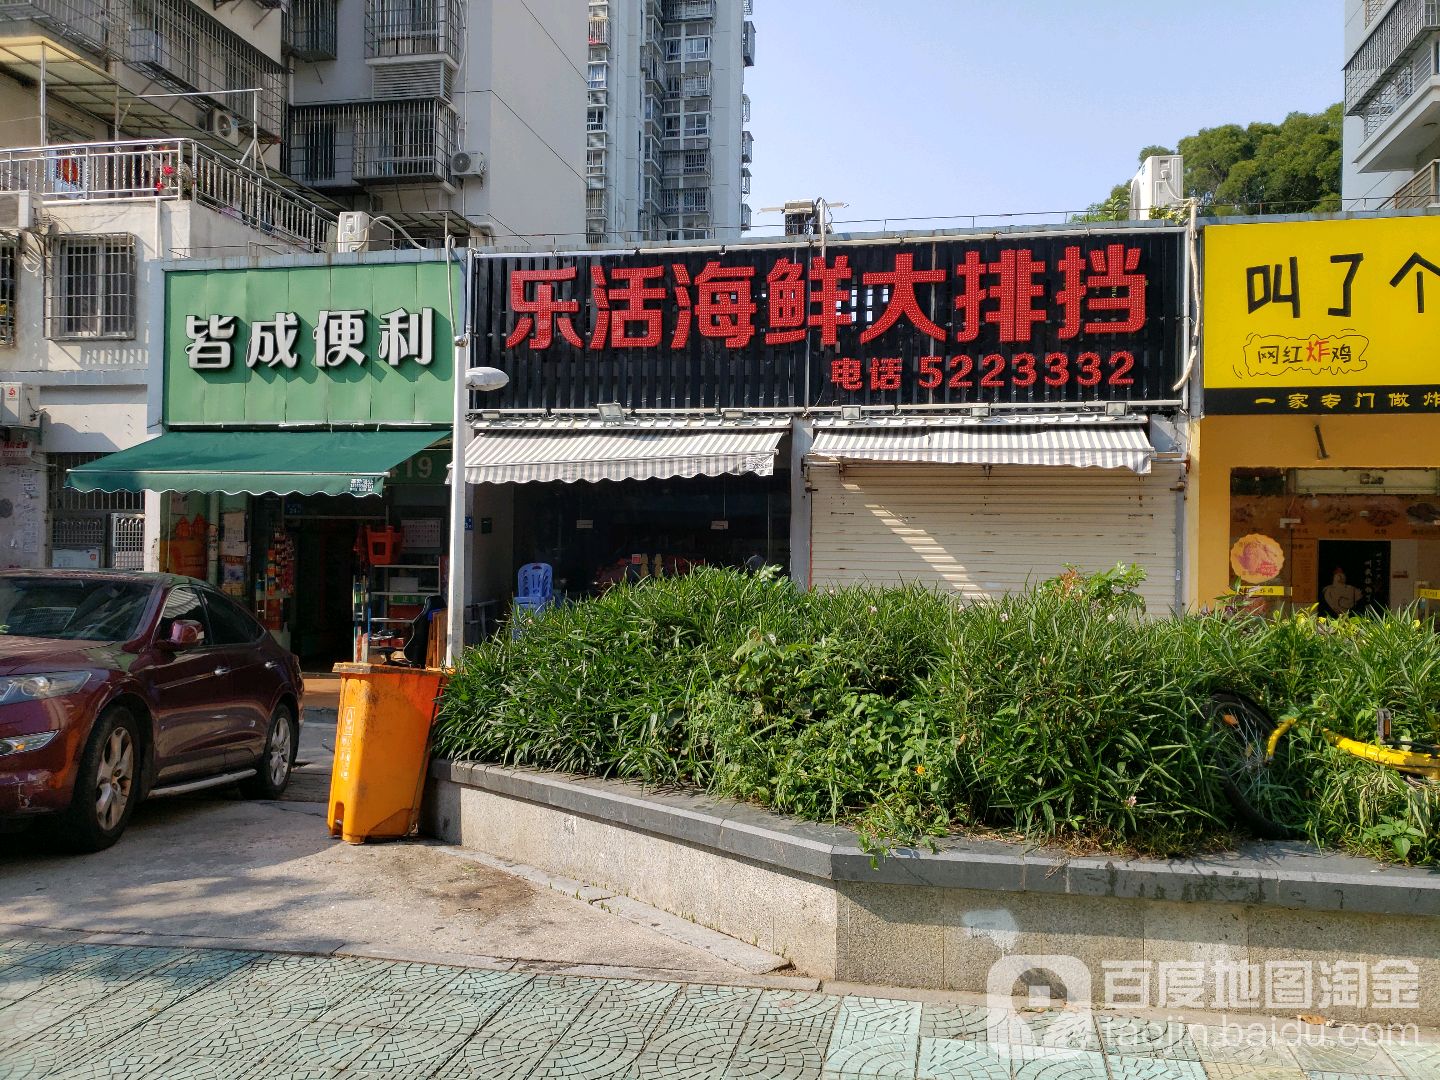 皆成便利
419
乐活海鲜大排挡
电话 5223332
叫了个
网红炸鸡
一家专门做炸
百度地图淘金
taojin.baidu.com